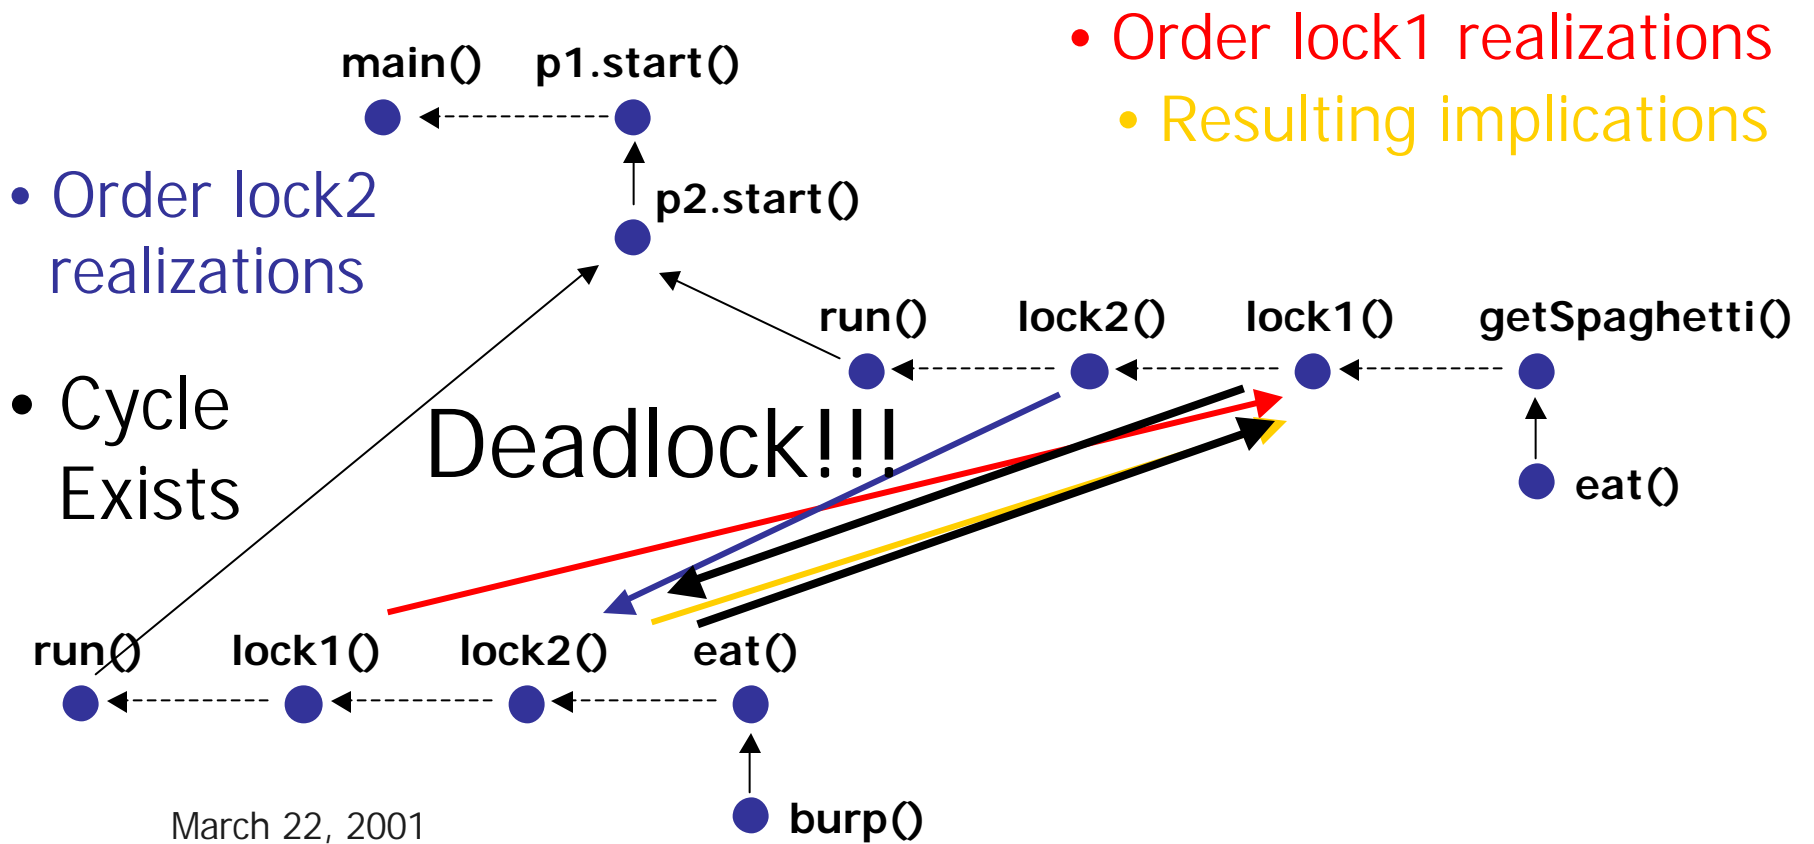 • Order lock1 realizations
main() p1.start()
• Resulting implications
• Order lock2
realizations
p2.start()
run() lock2() lock1() getSpaghetti()
• Cycle
Exists
Deadlock!!!
eat()
run() lock1() lock2() eat()
burp()
March 22, 2001